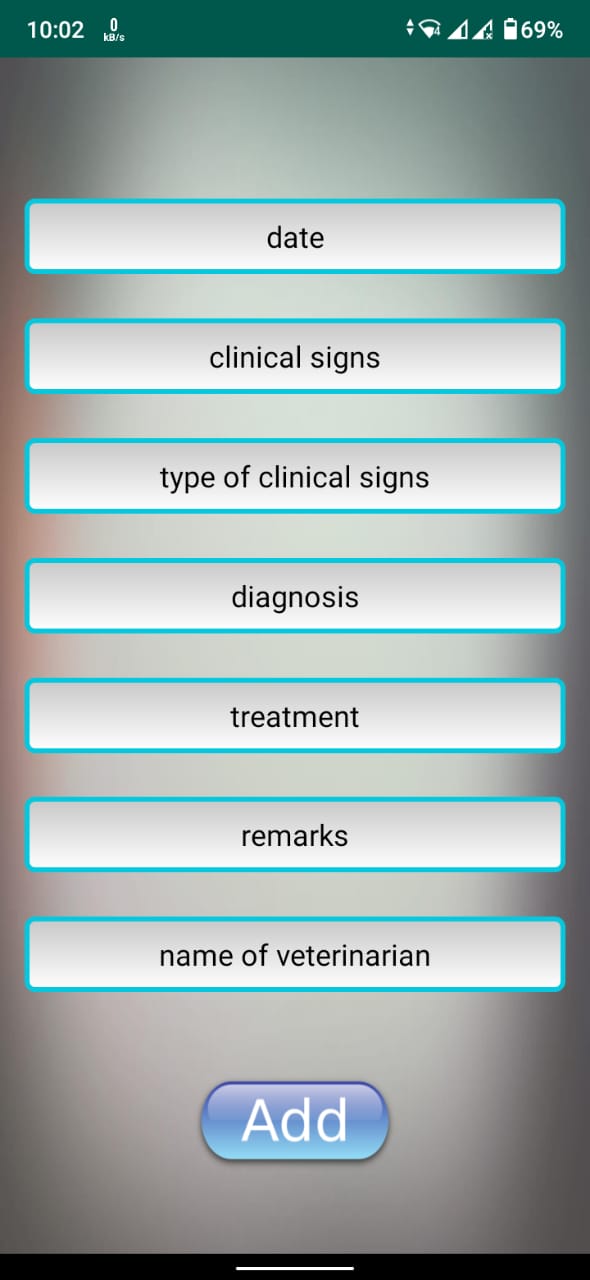 10:02 0 69%
kB/s
date
clinical signs
type of clinical signs
diagnosis
treatment
remarks
name of veterinarian
Add